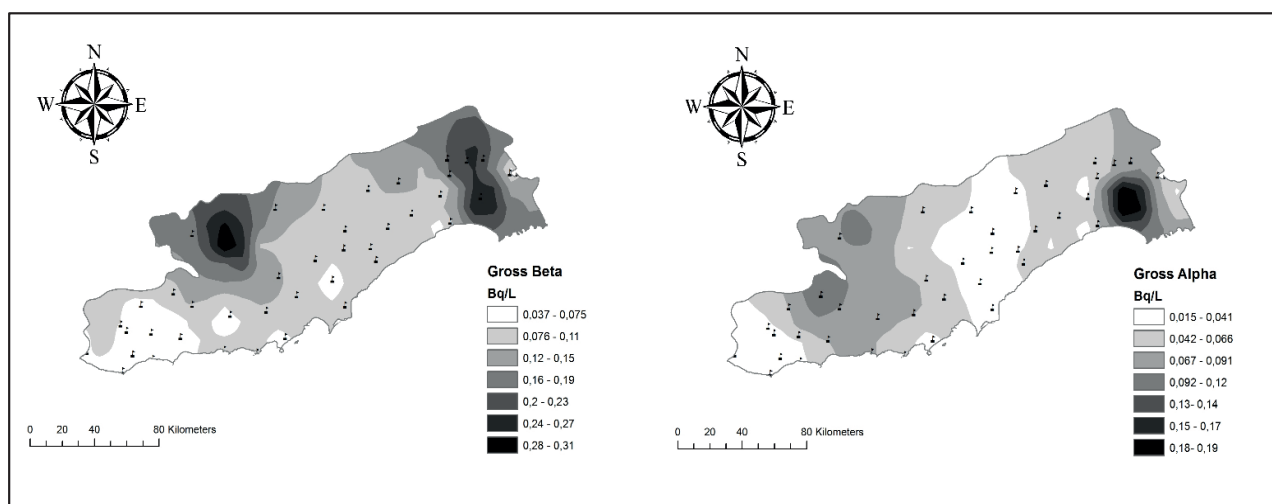 N
W E
S
Gross Beta
Bq/L
0,037 - 0,075
0,076 - 0,11
0,12 - 0,15
0,16 - 0,19
0,2 - 0,23
0,24 - 0,27
0,28 - 0,31
0 20 40 80 Kilometers
N
W E
S
Gross Alpha
Bq/L
0,015 - 0,041
0,042 - 0,066
0,067 - 0,091
0,092 - 0,12
0,13- 0,14
0,15 - 0,17
0,18- 0,19
0 20 40 80 Kilometers